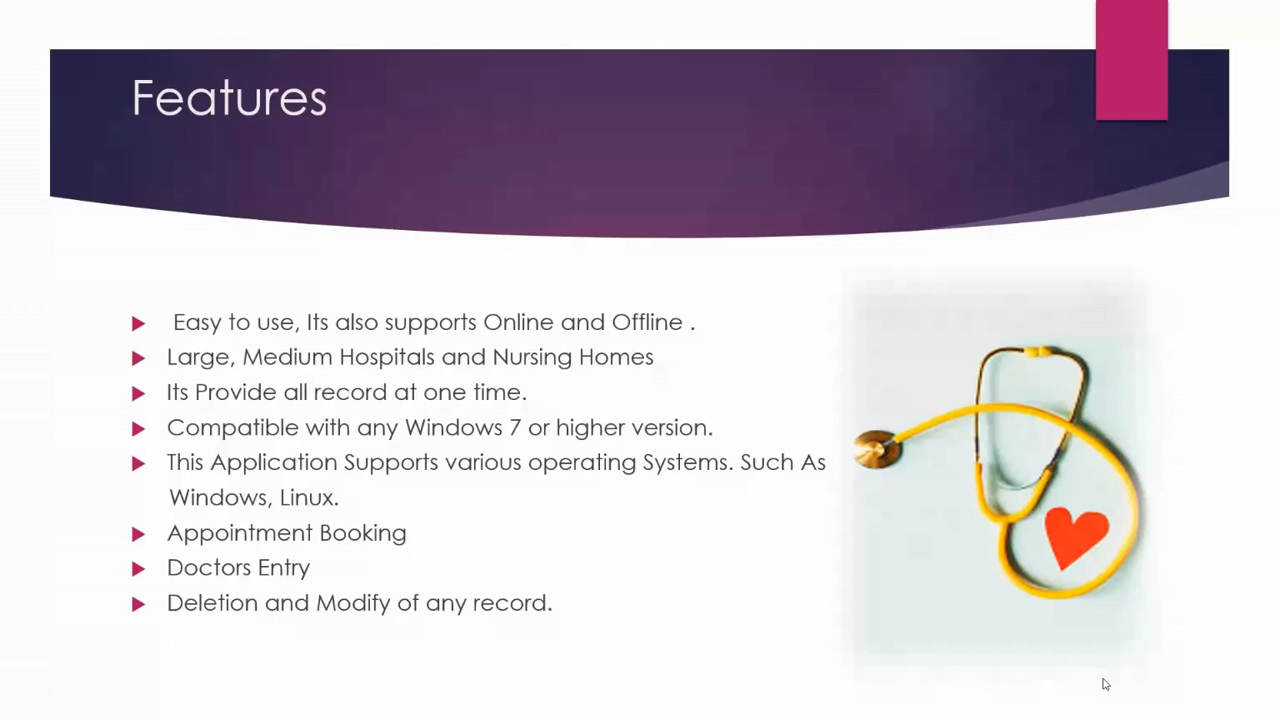 Features
Easy to use, Its also supports Online and Offline .
Large, Medium Hospitals and Nursing Homes
Its Provide all record at one time.
Compatible with any Windows 7 or higher version.
This Application Supports various operating Systems. Such As
Windows, Linux.
Appointment Booking
Doctors Entry
Deletion and Modify of any record.